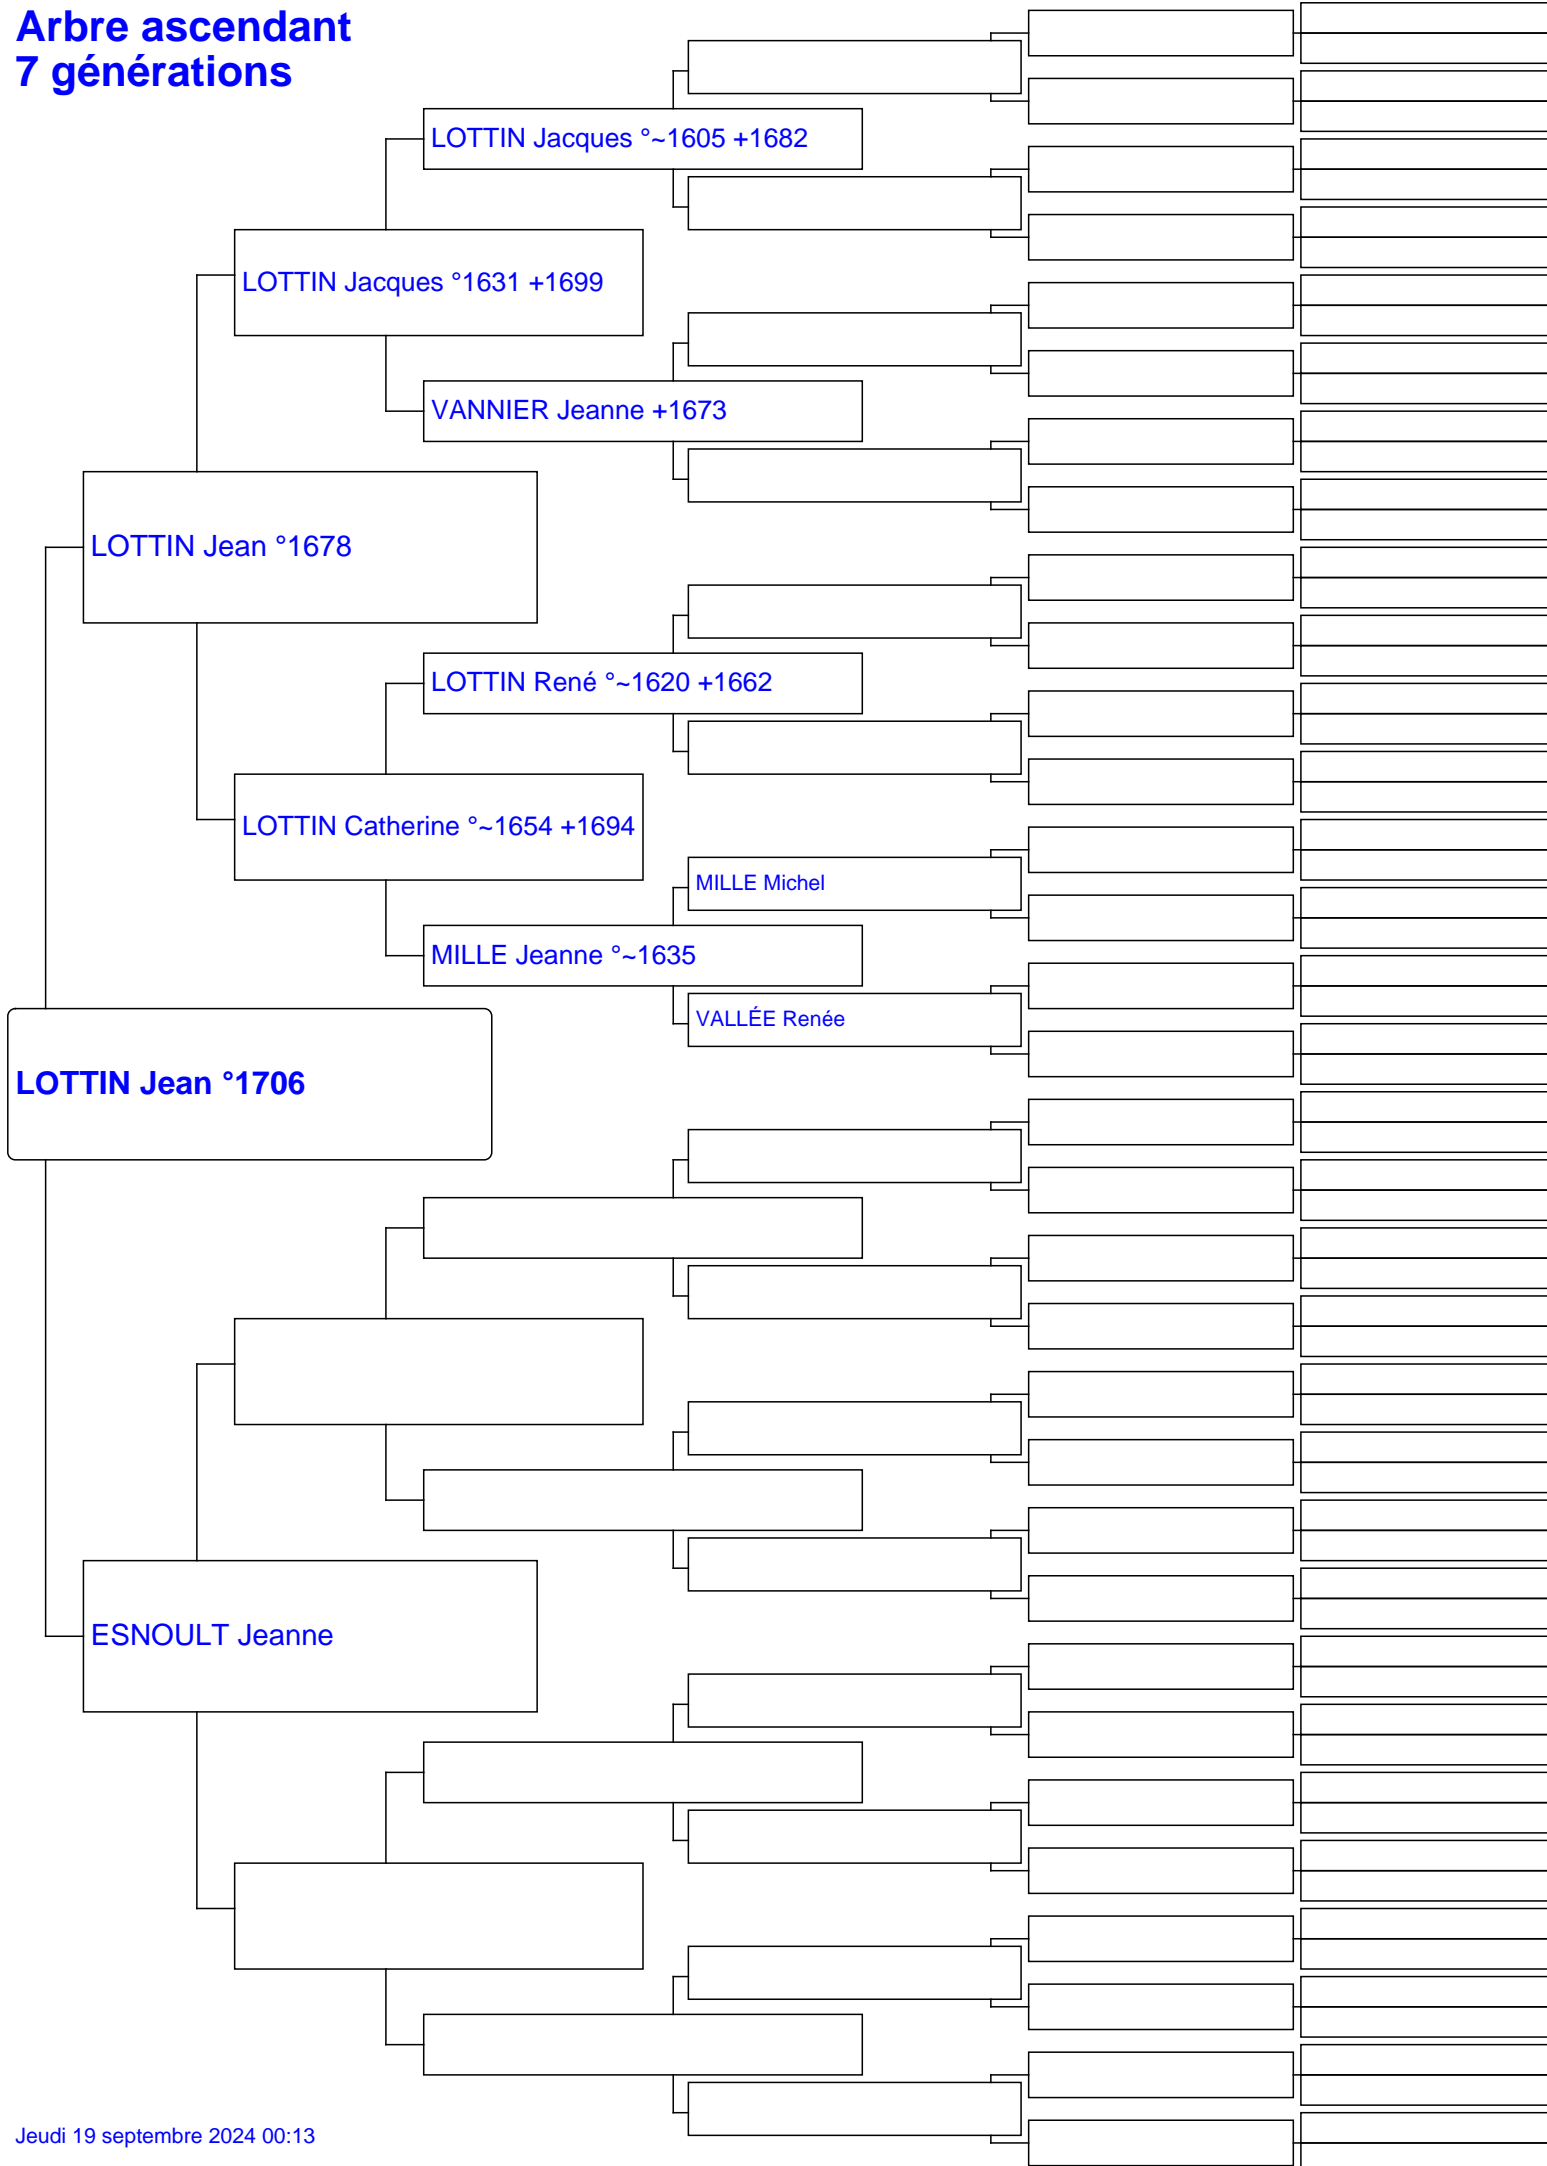 Arbre ascendant
7 générations
LOTTIN Jacques °~1605 +1682
LOTTIN Jacques °1631 +1699
VANNIER Jeanne +1673
LOTTIN Jean °1678
LOTTIN René °~1620 +1662
LOTTIN Catherine °~1654 +1694
MILLE Michel
MILLE Jeanne °~1635
VALLÉE Renée
LOTTIN Jean °1706
ESNOULT Jeanne
Jeudi 19 septembre 2024 00:13